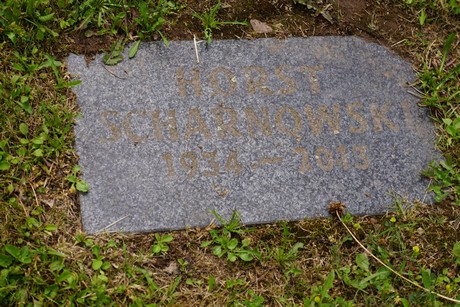 HORST
SCHARNOWSKI
1934 – 2013